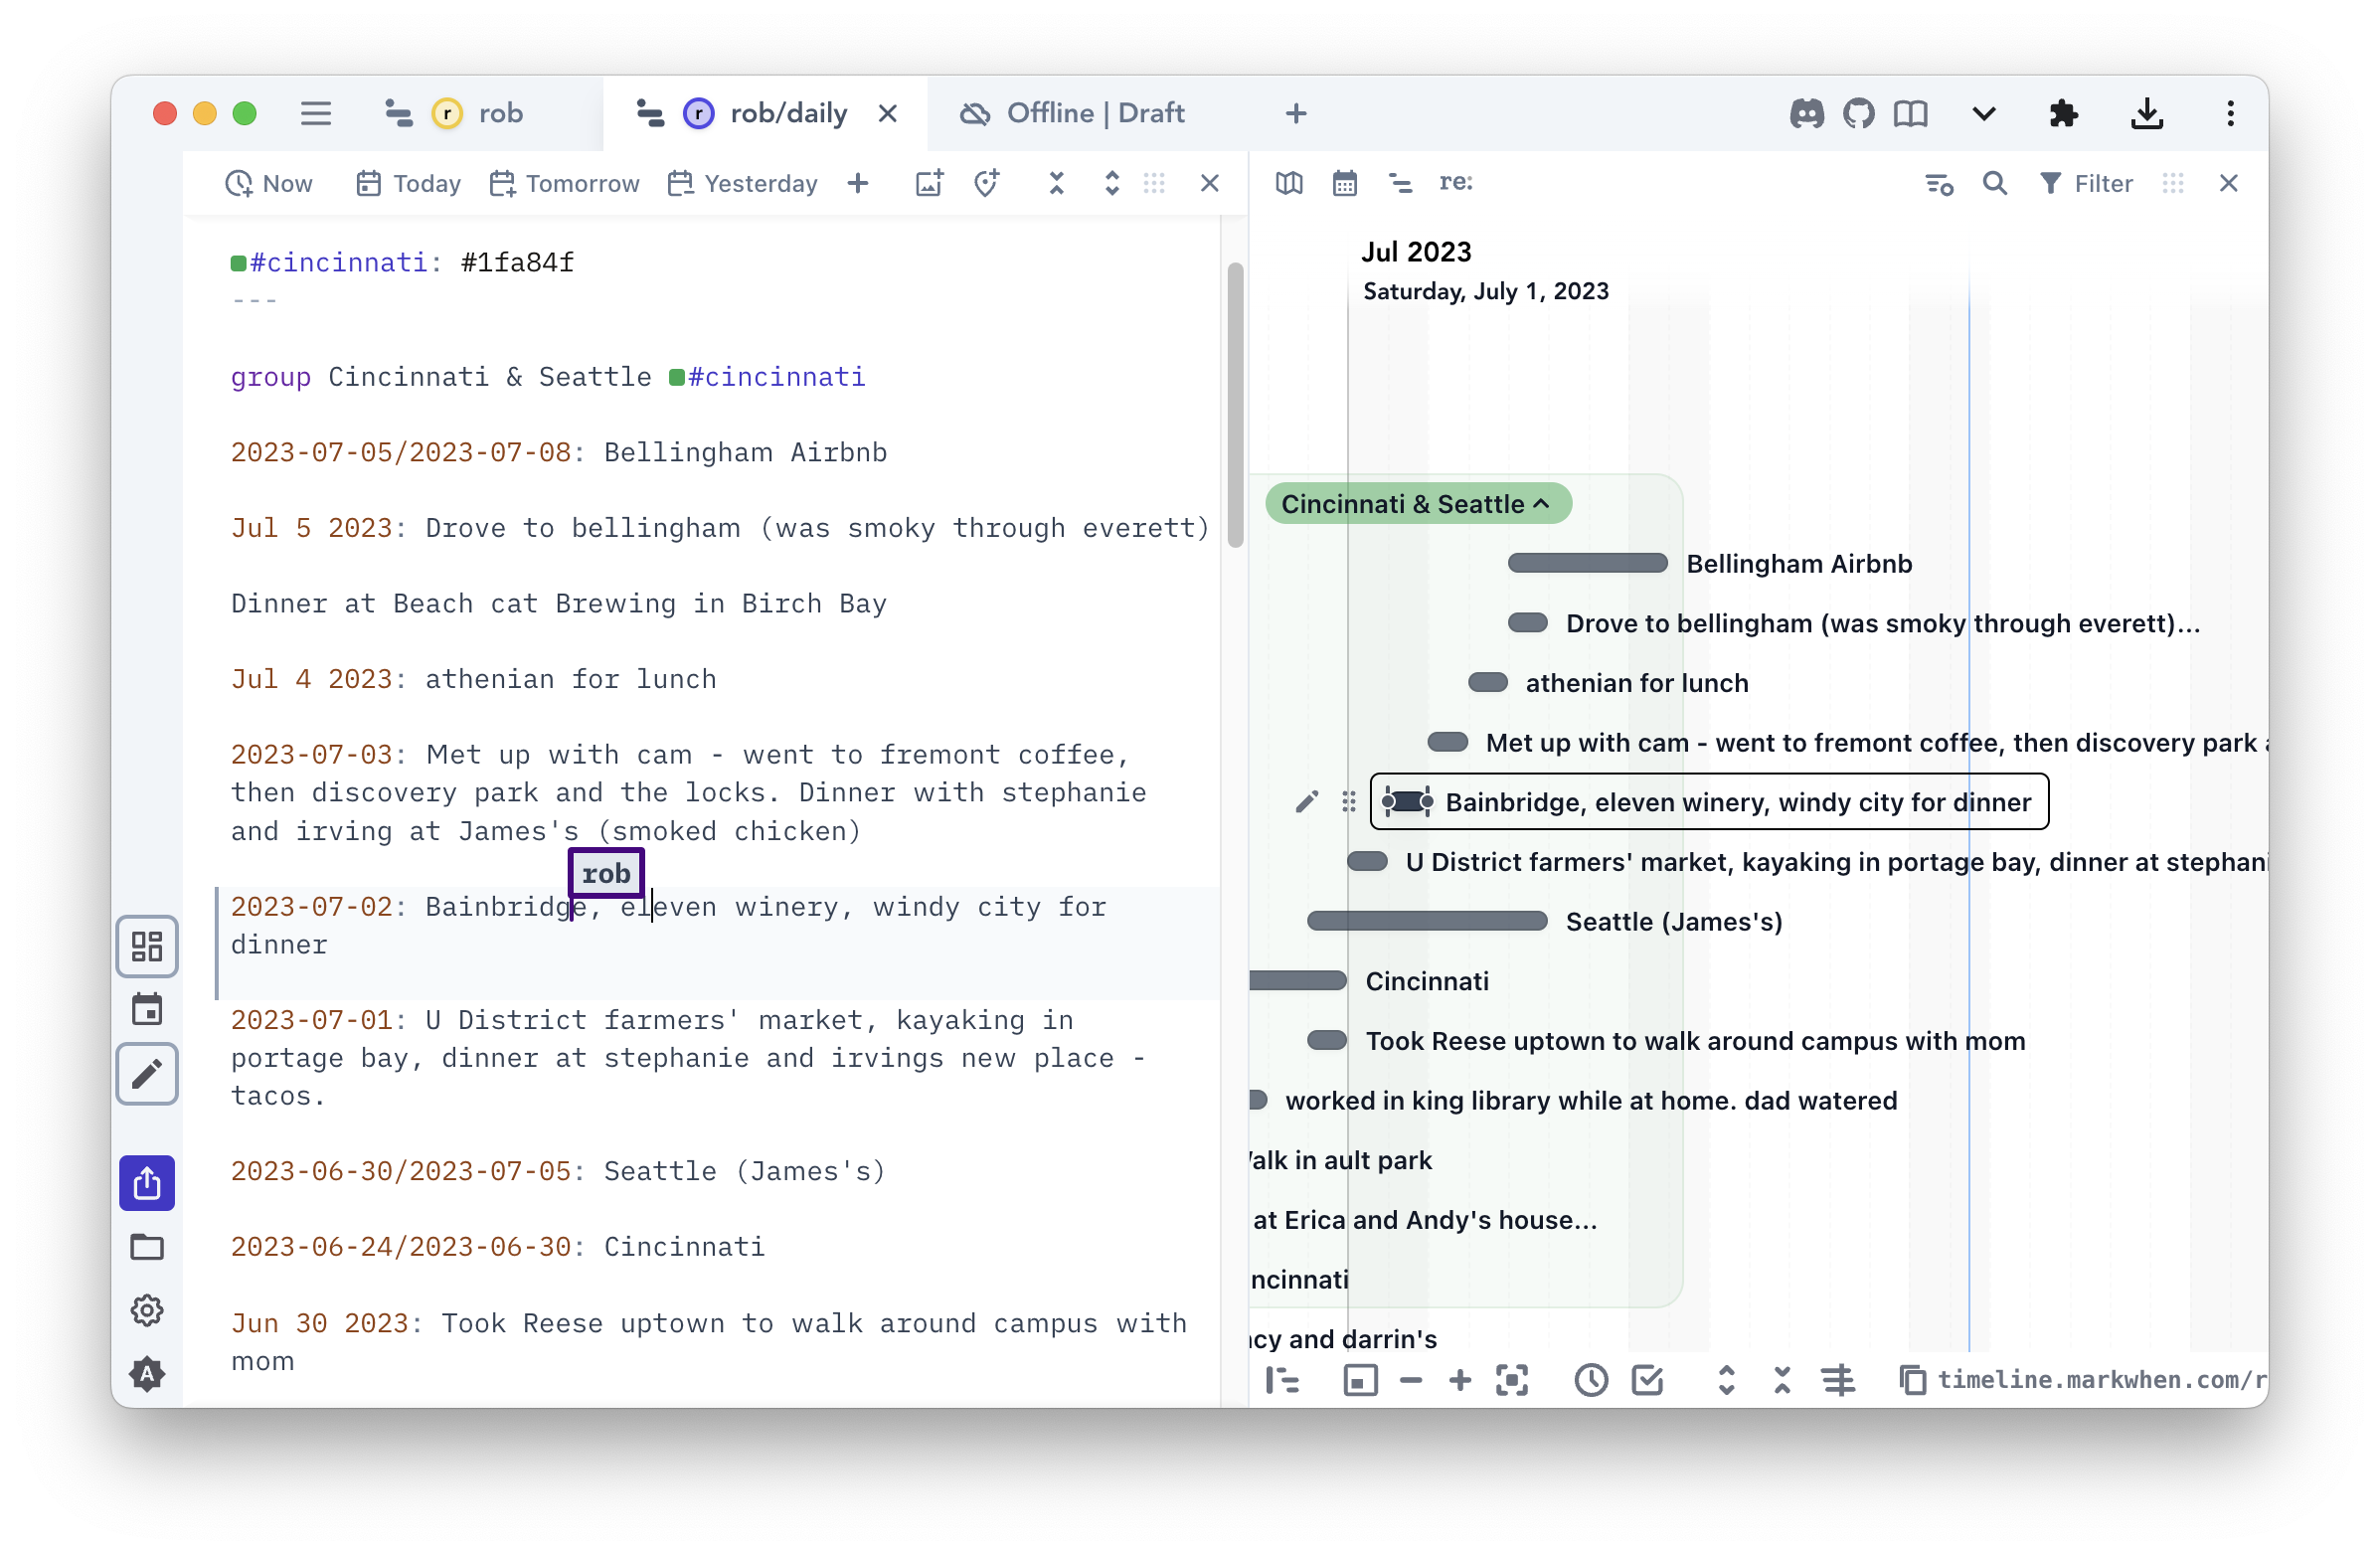 r rob
r rob/daily
Offline | Draft
Now Today Tomorrow Yesterday
#cincinnati: #1fa84f
---
group Cincinnati & Seattle #cincinnati
2023-07-05/2023-07-08: Bellingham Airbnb
Jul 5 2023: Drove to bellingham (was smoky through everett)
Dinner at Beach cat Brewing in Birch Bay
Jul 4 2023: athenian for lunch
2023-07-03: Met up with cam - went to fremont coffee,
then discovery park and the locks. Dinner with stephanie
and irving at James's (smoked chicken)
rob
2023-07-02: Bainbridge, eleven winery, windy city for
dinner
2023-07-01: U District farmers' market, kayaking in
portage bay, dinner at stephanie and irvings new place -
tacos.
2023-06-30/2023-07-05: Seattle (James's)
2023-06-24/2023-06-30: Cincinnati
Jun 30 2023: Took Reese uptown to walk around campus with
mom
A
re: Filter
Jul 2023
Saturday, July 1, 2023
Cincinnati & Seattle
Bellingham Airbnb
Drove to bellingham (was smoky through everett)...
athenian for lunch
Met up with cam - went to fremont coffee, then discovery park
Bainbridge, eleven winery, windy city for dinner
U District farmers' market, kayaking in portage bay, dinner at stephani
Seattle (James's)
Cincinnati
Took Reese uptown to walk around campus with mom
worked in king library while at home. dad watered
alk in ault park
at Erica and Andy's house...
ncinnati
cy and darrin's
timeline.markwhen.com/r